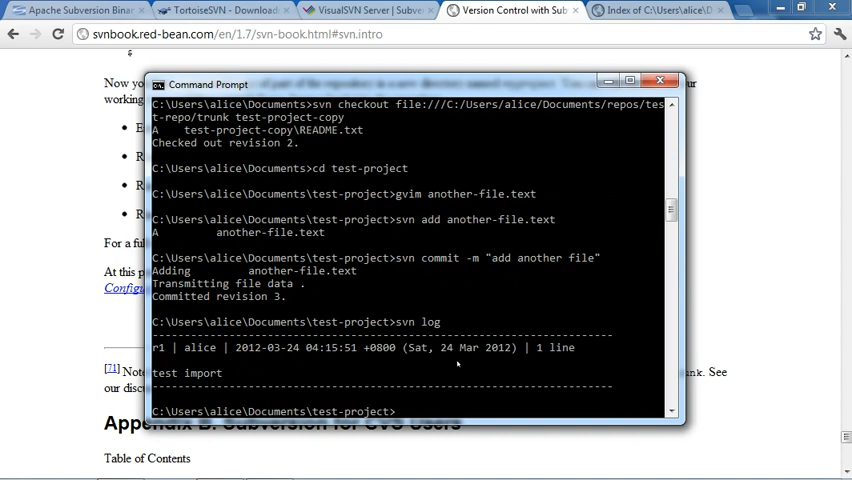 Apache Subversion Binar
TortoiseSVN - Download
VisualSVN Server | Subve
Version Control with Sub
Index of C:\Users\alice\D
svnbook.red-bean.com/en/1.7/svn-book.html#svn.intro
Now yo
working
For a ful
At this p
Configu
Command Prompt
C:\Users\alice\Documents>svn checkout file:///C:/Users/alice/Documents/repos/tes
t-repo/trunk test-project-copy
A    test-project-copy\README.txt
Checked out revision 2.
C:\Users\alice\Documents>cd test-project
C:\Users\alice\Documents\test-project>gvim another-file.text
C:\Users\alice\Documents\test-project>svn add another-file.text
A         another-file.text
C:\Users\alice\Documents\test-project>svn commit -m "add another file"
Adding         another-file.text
Transmitting file data .
Committed revision 3.
C:\Users\alice\Documents\test-project>svn log
------------------------------------------------------------------------
r1 | alice | 2012-03-24 04:15:51 +0800 (Sat, 24 Mar 2012) | 1 line
test import
------------------------------------------------------------------------
C:\Users\alice\Documents\test-project>
[71] Note
unk. See
our discu
Appendix B. Subversion for CVS Users
Table of Contents